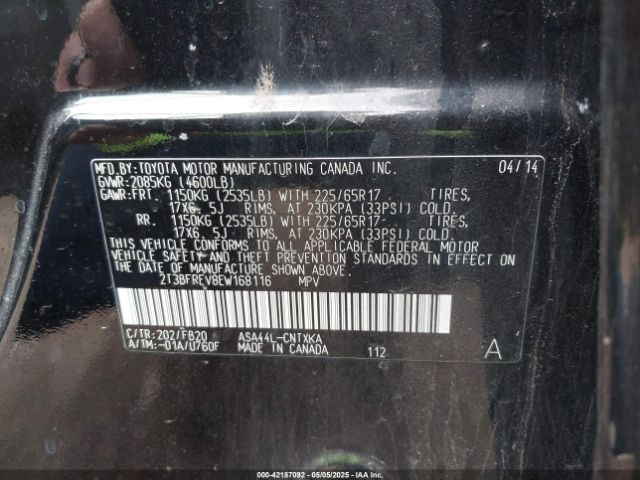 MFD.BY:TOYOTA MOTOR MANUFACTURING CANADA INC. 04/14
GVWR:2085KG (4600LB)
GAWR:FRT. 1150KG (2535LB) WITH 225/65R17 TIRES,
17X6.5J RIMS, AT 230KPA (33PSI) COLD
RR. 1150KG (2535LB) WITH 225/65R17 TIRES,
17X6.5J RIMS, AT 230KPA (33PSI) COLD
THIS VEHICLE CONFORMS TO ALL APPLICABLE FEDERAL MOTOR
VEHICLE SAFETY AND THEFT PREVENTION STANDARDS IN EFFECT ON
THE DATE OF MANUFACTURE SHOWN ABOVE.
2T3BFREV8EW168116 MPV
C/TR:202/FB20 ASA44L-CNTXKA
A/TM:-01A/U760F MADE IN CANADA 112 A
000-42187092 - 05/05/2025 - IAA Inc.